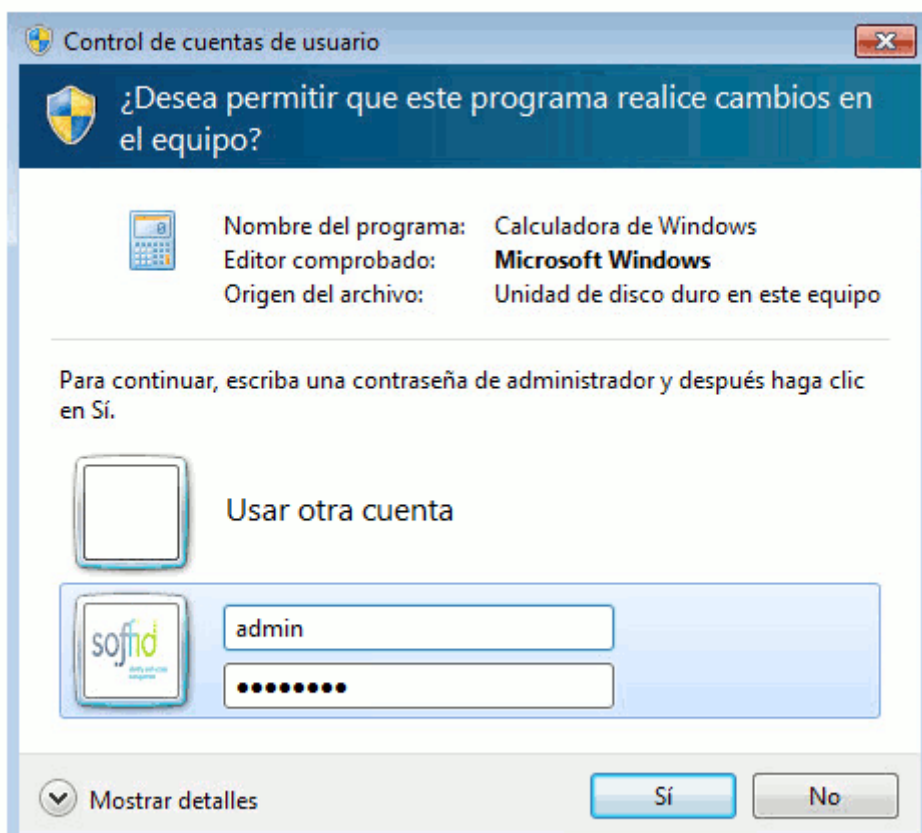 Control de cuentas de usuario
¿Desea permitir que este programa realice cambios en
el equipo?
Nombre del programa: Calculadora de Windows
Editor comprobado: Microsoft Windows
Origen del archivo: Unidad de disco duro en este equipo
Para continuar, escriba una contraseña de administrador y después haga clic
en Sí.
Usar otra cuenta
soffid
admin
••••••••
Mostrar detalles
Sí
No